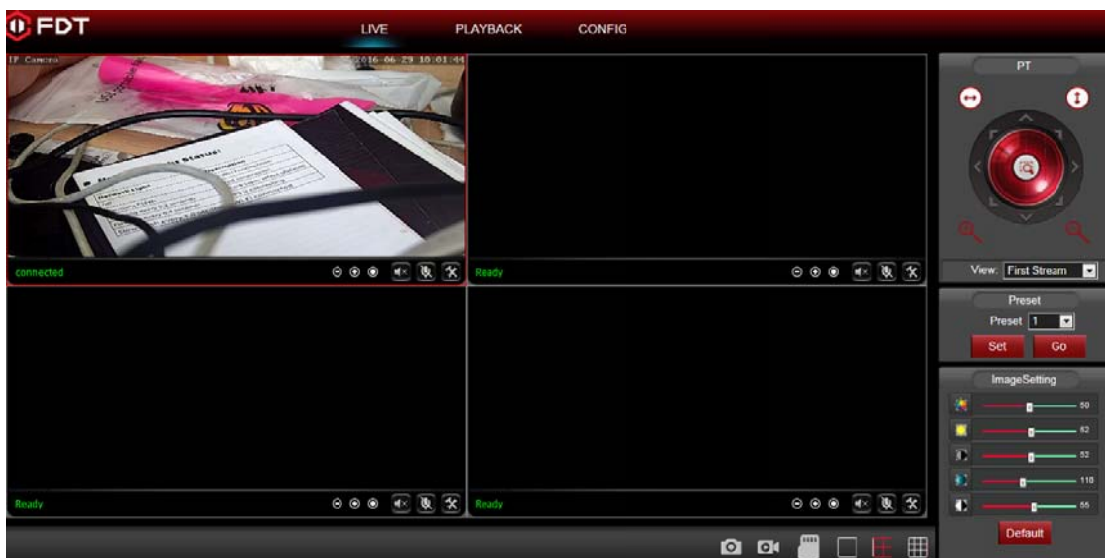 FDT
LIVE PLAYBACK CONFIG
IP Camera
2016-06-29 10:01:44
connected
Ready
Ready
Ready
PT
View: First Stream
Preset
Preset 1
Set Go
ImageSetting
50
52
52
110
55
Default